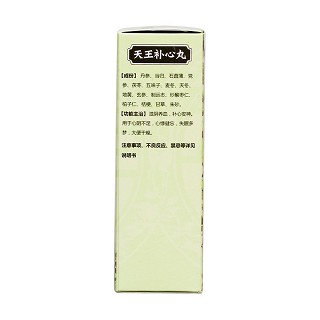 天王补心丸
【成份】丹参、当归、石菖蒲、党
参、茯苓、五味子、麦冬、天冬、
地黄、玄参、制远志、炒酸枣仁、
柏子仁、桔梗、甘草、朱砂。
【功能主治】滋阴养血，补心安神。
用于心阴不足，心悸健忘，失眠多
梦，大便干燥。
注意事项、不良反应、禁忌等详见
说明书